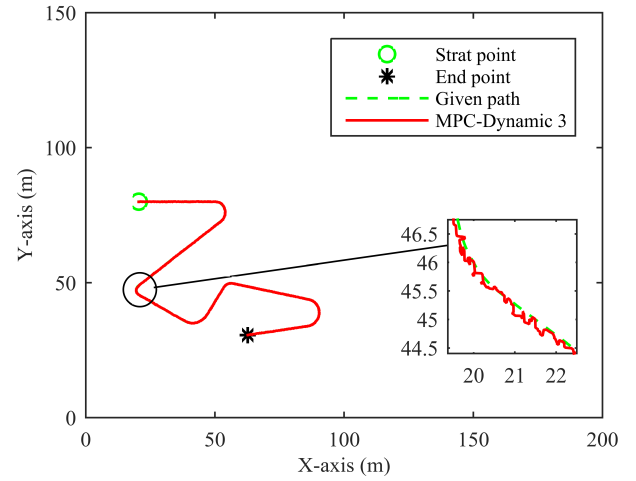 150
100
50
0
Y-axis (m)
0 50 100 150 200
X-axis (m)
Strat point
End point
Given path
MPC-Dynamic 3
46.5
46
45.5
45
44.5
20 21 22